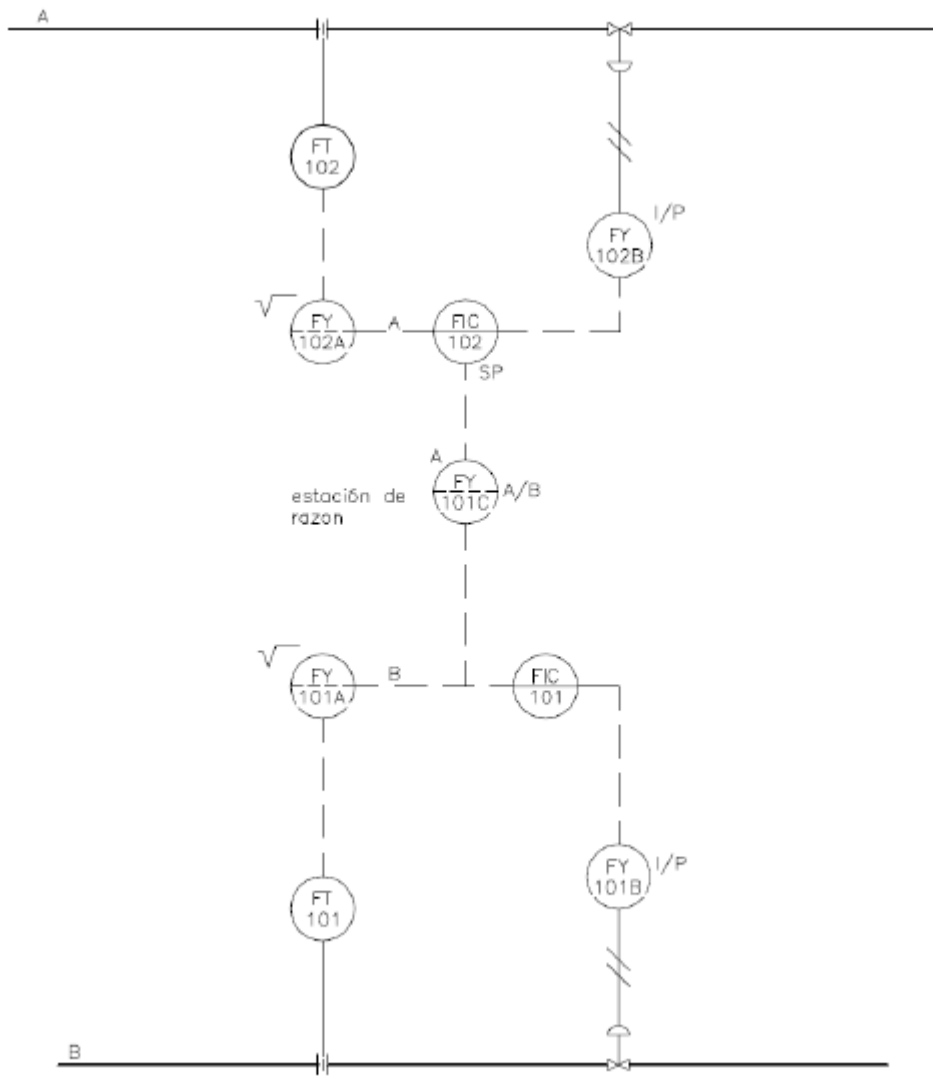 A
FT
102
I/P
FY
102B
√
FY
102A
A
FIC
102
SP
A
FY
101C
A/B
estación de
razon
√
FY
101A
B
FIC
101
FY
101B
I/P
FT
101
B